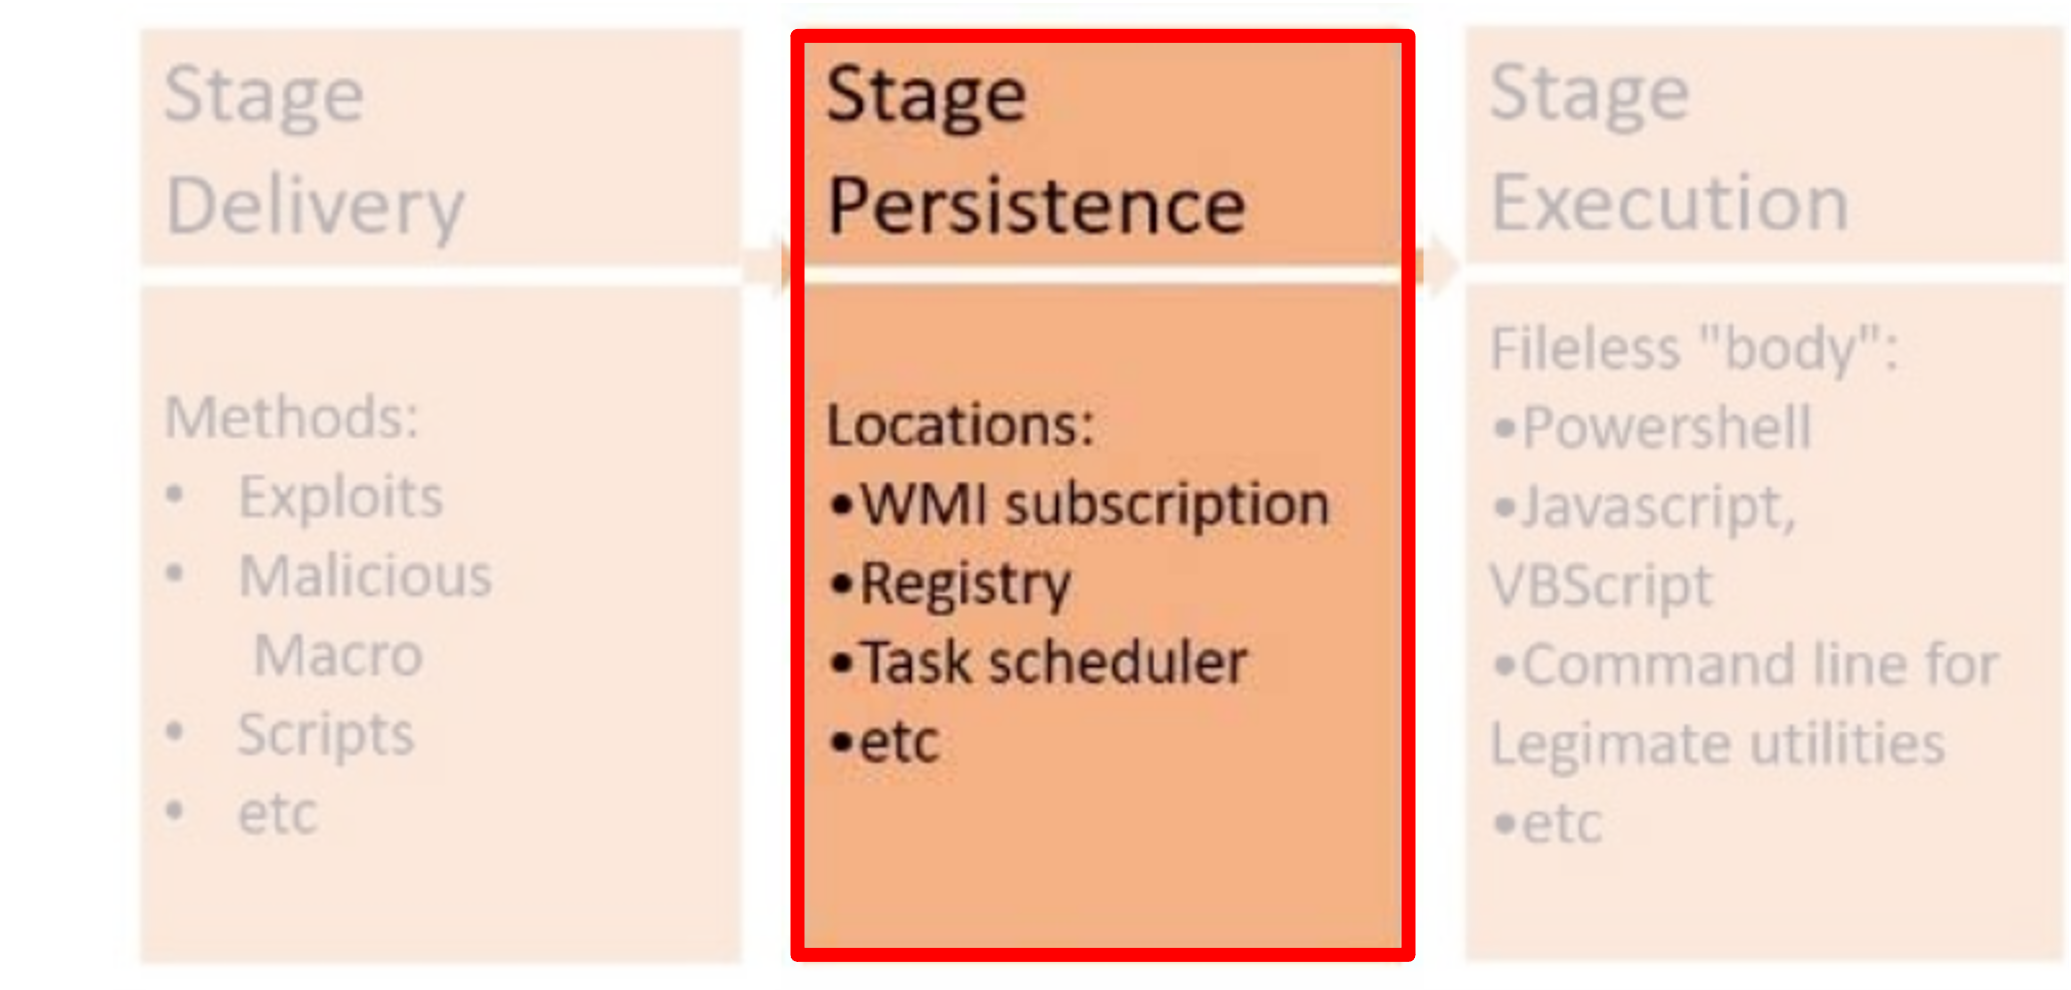 Stage
Delivery
Methods:
• Exploits
• Malicious
Macro
• Scripts
• etc
Stage
Persistence
Locations:
•WMI subscription
•Registry
•Task scheduler
•etc
Stage
Execution
Fileless "body":
•Powershell
•Javascript,
VBScript
•Command line for
Legimate utilities
•etc